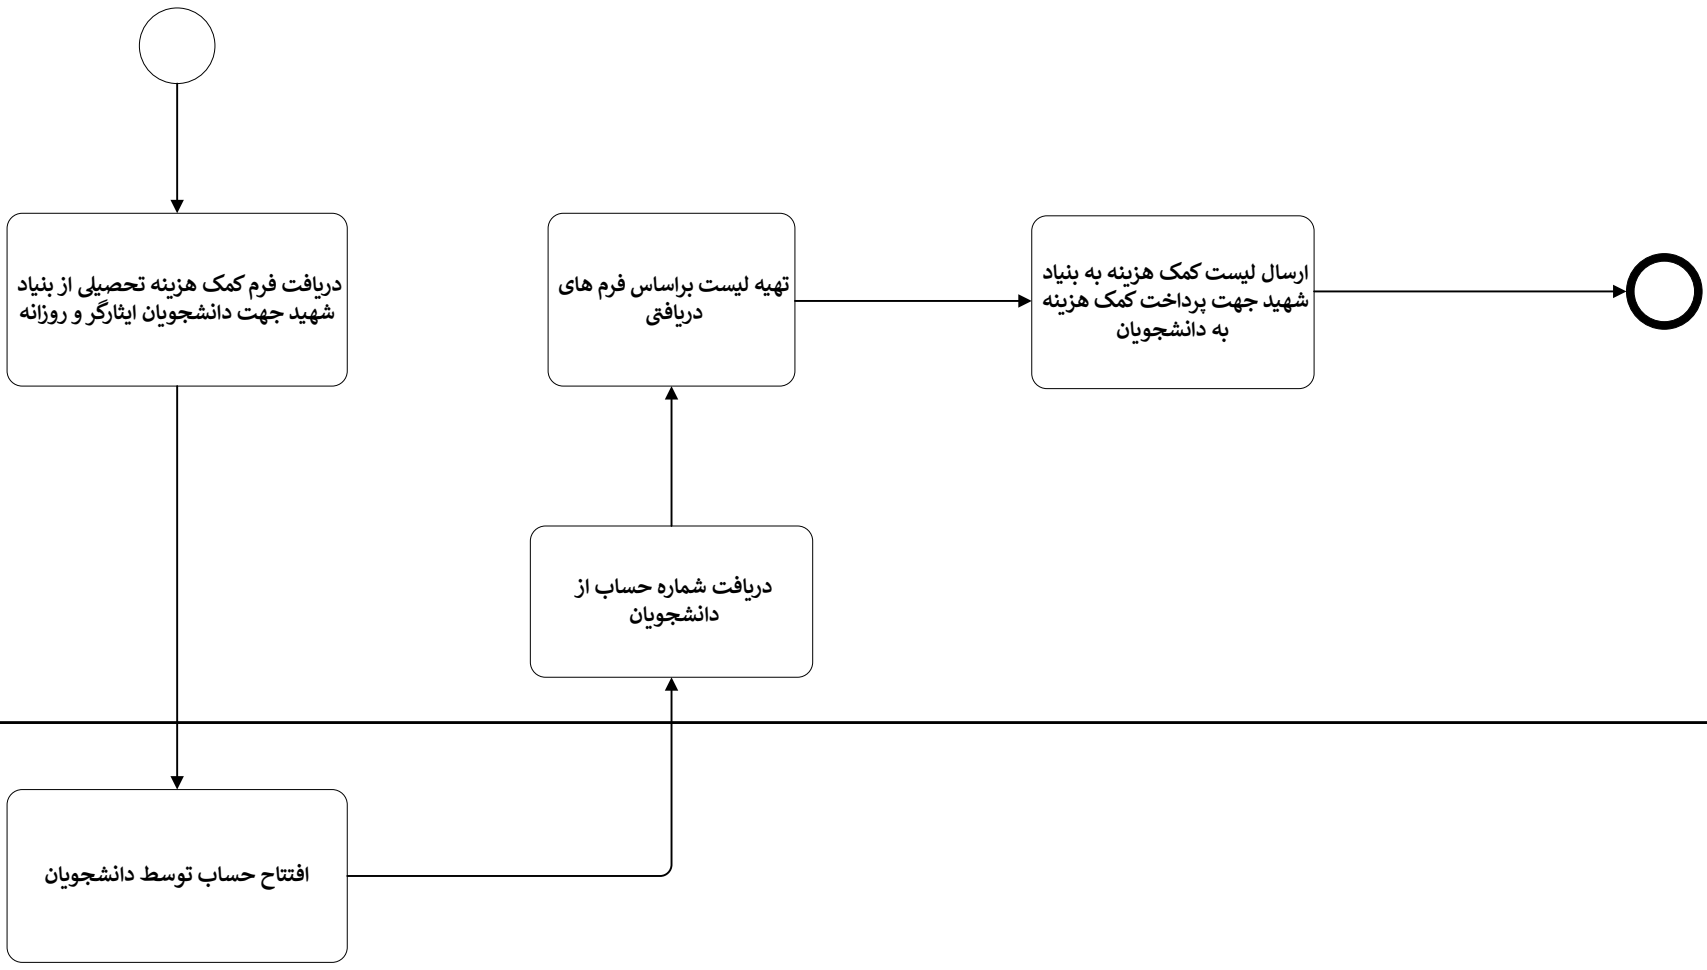 دریافت فرم کمک هزینه تحصیلی از بنیاد
شهید جهت دانشجویان ایثارگر و روزانه
افتتاح حساب توسط دانشجویان
دریافت شماره حساب از
دانشجویان
تهیه لیست براساس فرم های
دریافتی
ارسال لیست کمک هزینه به بنیاد
شهید جهت پرداخت کمک هزینه
به دانشجویان